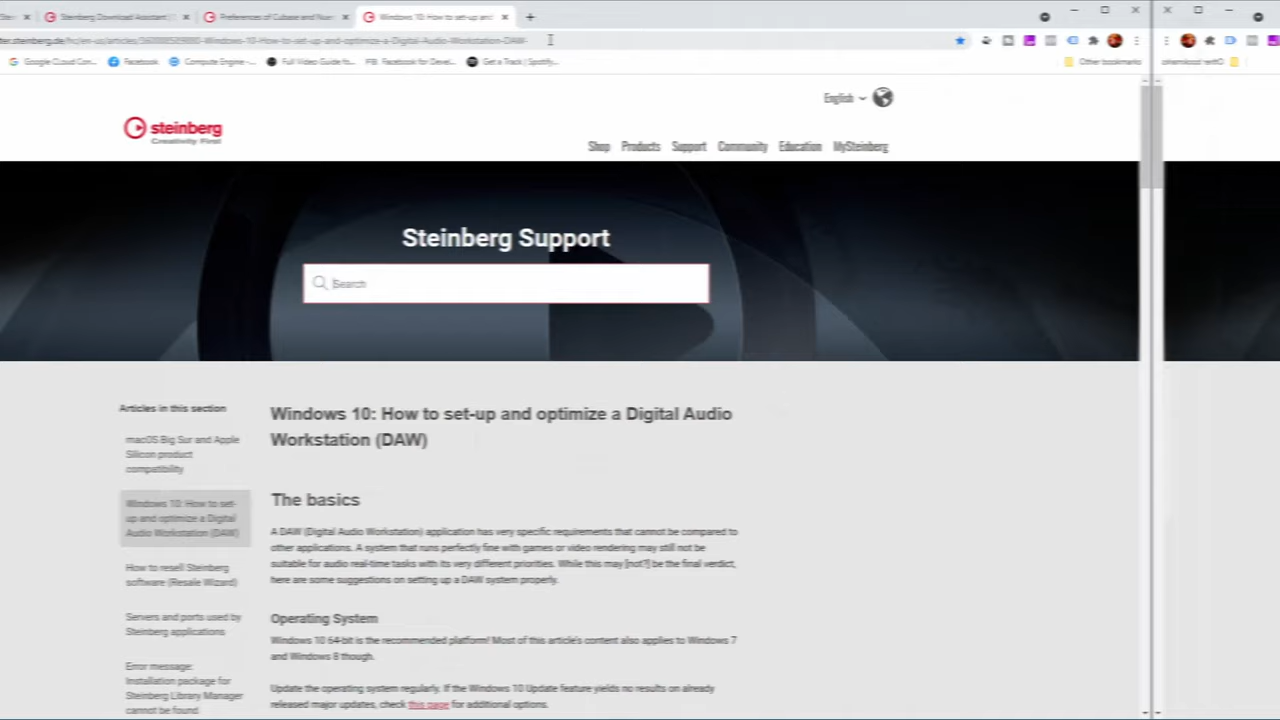 Steinberg Download Assistant
Preferences of Cubase and Nuen
Windows 10: How to set-up and
Google Cloud Con...
Facebook
Compute Engine -...
Full Video Guide fo...
Facebook for Devel...
Get a Track | Spotify...
Other bookmarks
English
steinberg
Creativity First
Shop Products Support Community Education MySteinberg
Steinberg Support
Search
Articles in this section
macOS Big Sur and Apple
Silicon product
compatibility
Windows 10: How to set-
up and optimize a Digital
Audio Workstation (DAW)
How to resell Steinberg
software (Resale Wizard)
Servers and ports used by
Steinberg applications
Error message:
Installation package for
Steinberg Library Manager
cannot be found
Windows 10: How to set-up and optimize a Digital Audio
Workstation (DAW)
The basics
A DAW (Digital Audio Workstation) application has very specific requirements that cannot be compared to
other applications. A system that runs perfectly fine with games or video rendering may still not be
suitable for audio real-time tasks with its very different priorities. While this may [not?] be the final verdict,
here are some suggestions on setting up a DAW system properly.
Operating System
Windows 10 64-bit is the recommended platform! Most of this article's content also applies to Windows 7
and Windows 8 though.
Update the operating system regularly. If the Windows 10 Update feature yields no results on already
released major updates, check this page for additional options.